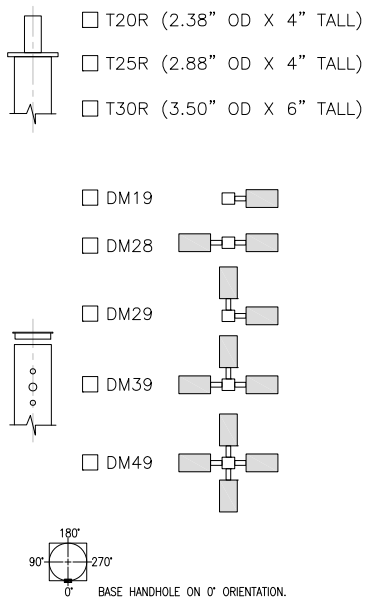 T20R (2.38" OD X 4" TALL)
T25R (2.88" OD X 4" TALL)
T30R (3.50" OD X 6" TALL)
DM19
DM28
DM29
DM39
DM49
180°
90° 270°
0° BASE HANDHOLE ON 0° ORIENTATION.